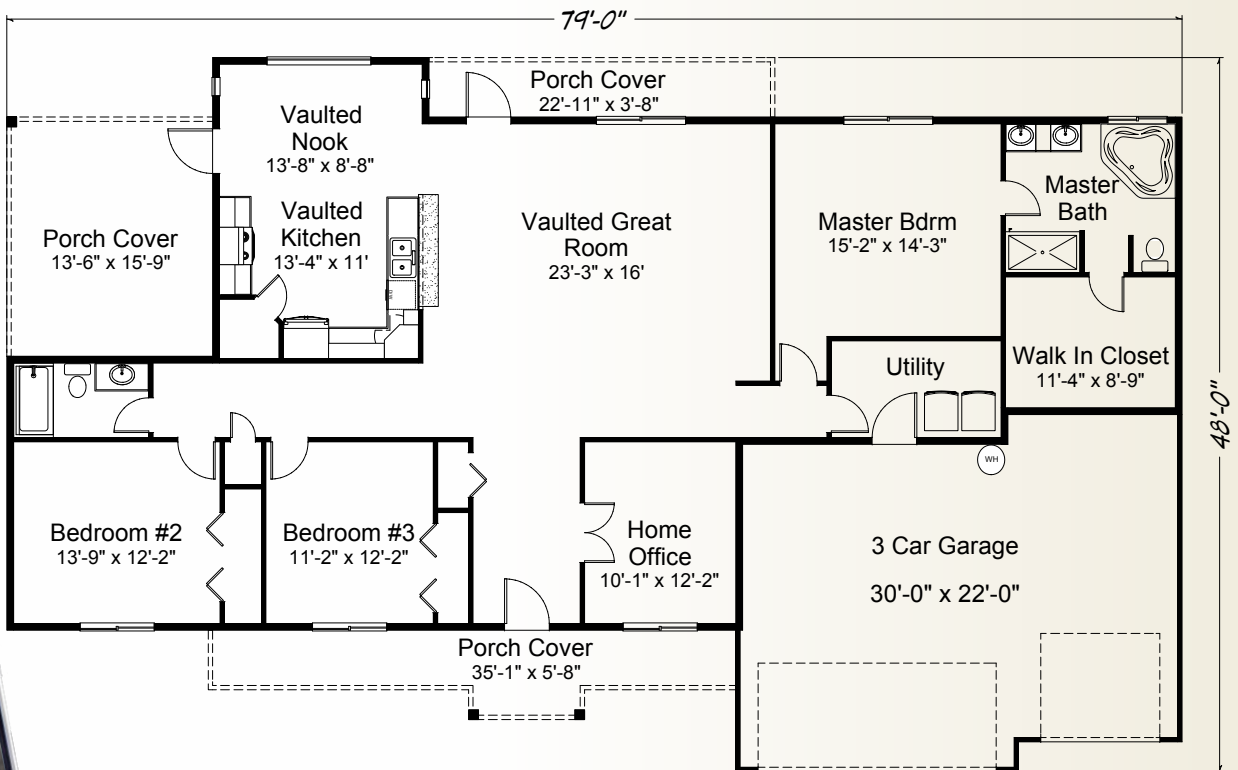 79'-0"
Porch Cover
22'-11" x 3'-8"
Vaulted
Nook
13'-8" x 8'-8"
Vaulted
Kitchen
13'-4" x 11'
Porch Cover
13'-6" x 15'-9"
Vaulted Great
Room
23'-3" x 16'
Master Bdrm
15'-2" x 14'-3"
Master
Bath
Utility
Walk In Closet
11'-4" x 8'-9"
48'-0"
WH
Bedroom #2
13'-9" x 12'-2"
Bedroom #3
11'-2" x 12'-2"
Home
Office
10'-1" x 12'-2"
3 Car Garage
30'-0" x 22'-0"
Porch Cover
35'-1" x 5'-8"